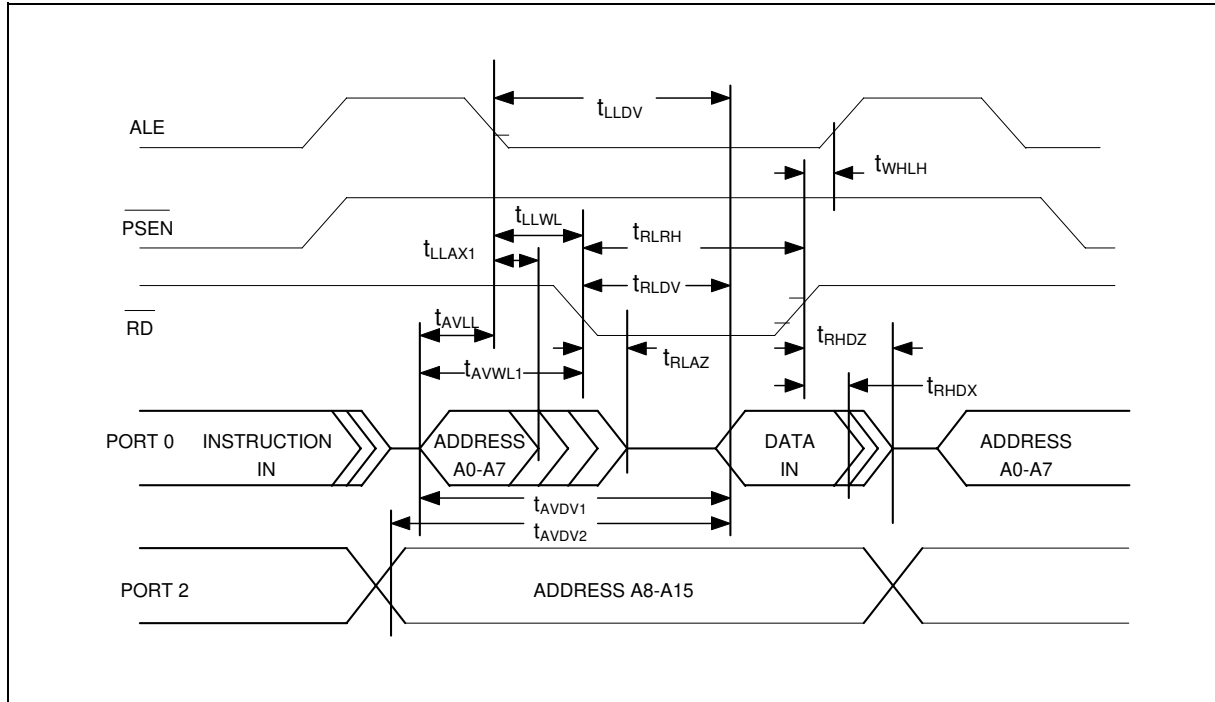 tLLDV
ALE
tWHLH
PSEN
tLLWL
tRLRH
tLLAX1
tRLDV
RD
tAVLL
tRHDZ
tRLAZ
tAVWL1
tRHDX
PORT 0
INSTRUCTION
IN
ADDRESS
A0-A7
DATA
IN
ADDRESS
A0-A7
tAVDV1
tAVDV2
PORT 2
ADDRESS A8-A15